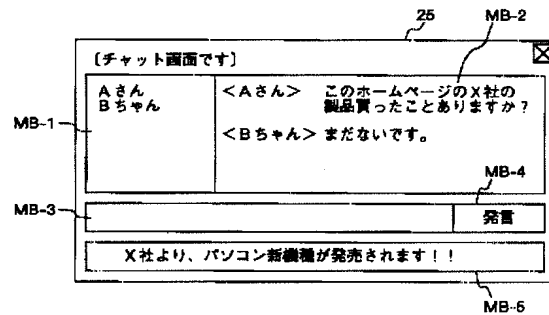 25
MB-2
[チャット画面です]
Aさん
Bちゃん
<Aさん> このホームページのX社の
製品買ったことありますか?
<Bちゃん> まだないです。
MB-1
MB-4
MB-3
発言
X社より、パソコン新機種が発売されます!!
MB-5